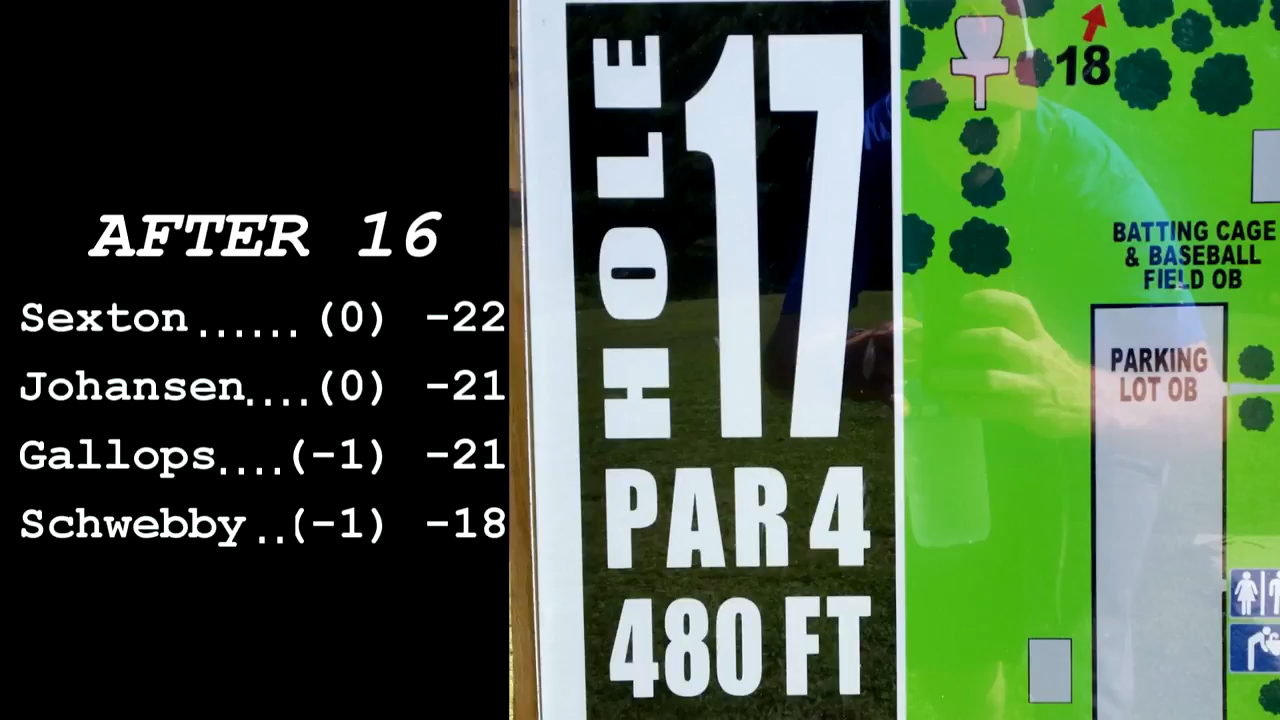 AFTER 16
Sexton......(0) -22
Johansen....(0) -21
Gallops....(-1) -21
Schwebby..(-1) -18
HOLE 17
PAR 4
480 FT
18
BATTING CAGE
& BASEBALL
FIELD OB
PARKING
LOT OB